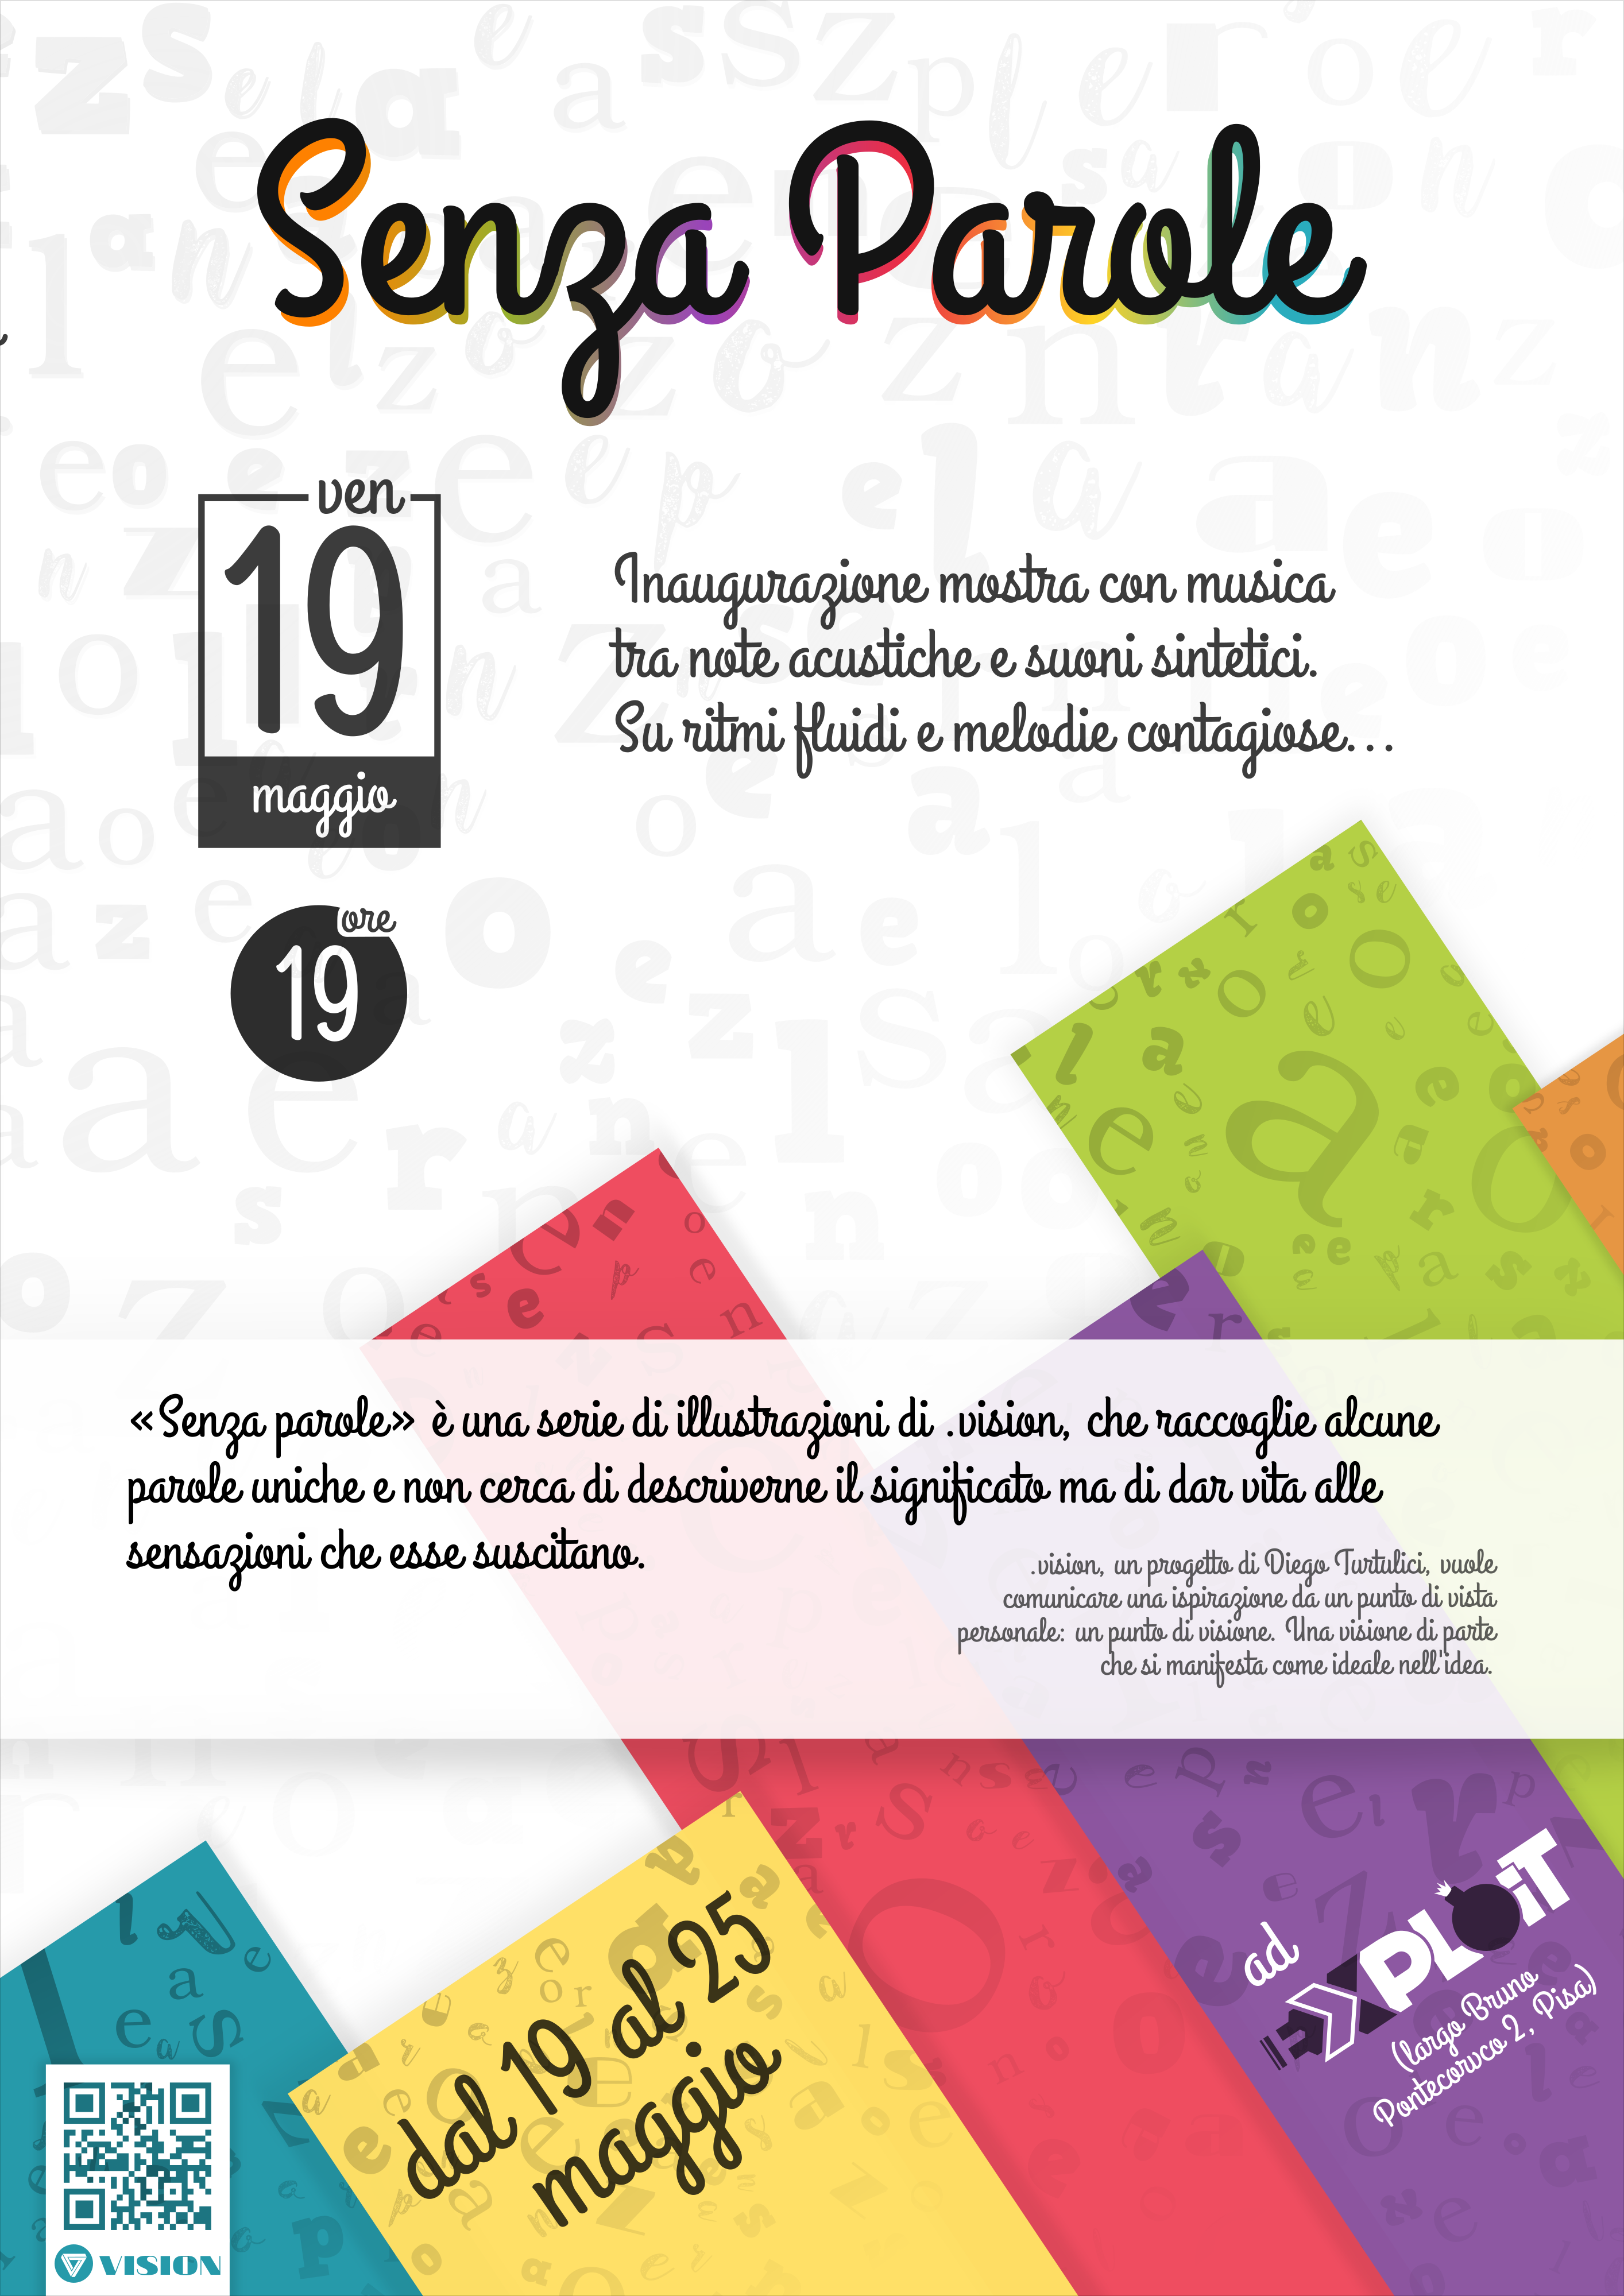 Senza Parole
ven
19
maggio
ore
19
Inaugurazione mostra con musica
tra note acustiche e suoni sintetici.
Su ritmi fluidi e melodie contagiose...
«Senza parole» è una serie di illustrazioni di .vision, che raccoglie alcune
parole uniche e non cerca di descriverne il significato ma di dar vita alle
sensazioni che esse suscitano.
.vision, un progetto di Diego Turtulici, vuole
comunicare una ispirazione da un punto di vista
personale: un punto di visione. Una visione di parte
che si manifesta come ideale nell'idea.
dal 19 al 25
maggio
ad
EXPLOIT
(largo Bruno
Pontecorvco 2, Pisa)
VISION